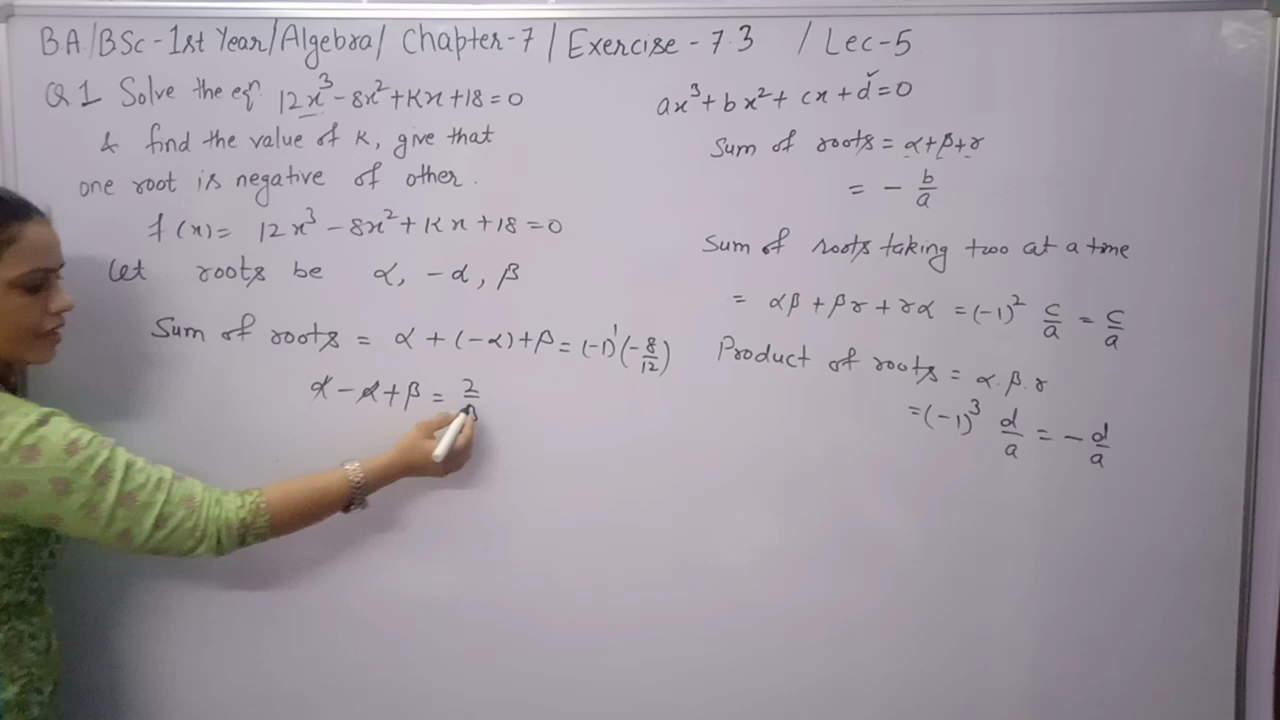 B.A/BSc-1st Year/Algebra/ Chapter-7 / Exercise-7.3 / Lec-5
Q 1 Solve the eqn 12x³-8x²+Kx+18=0
& find the value of K, give that
one root is negative of other.
f(x)= 12x³-8x²+Kx+18=0
Let roots be α, -α, β
Sum of roots = α+(-α)+β=(-1)¹(-8/12)
α-α+β=2/
ax³+bx²+cx+d=0
Sum of roots=α+β+γ
= -b/a
Sum of roots taking two at a time
= αβ+βγ+γα=(-1)² c/a = c/a
Product of roots=α.β.γ
=(-1)³ d/a = -d/a